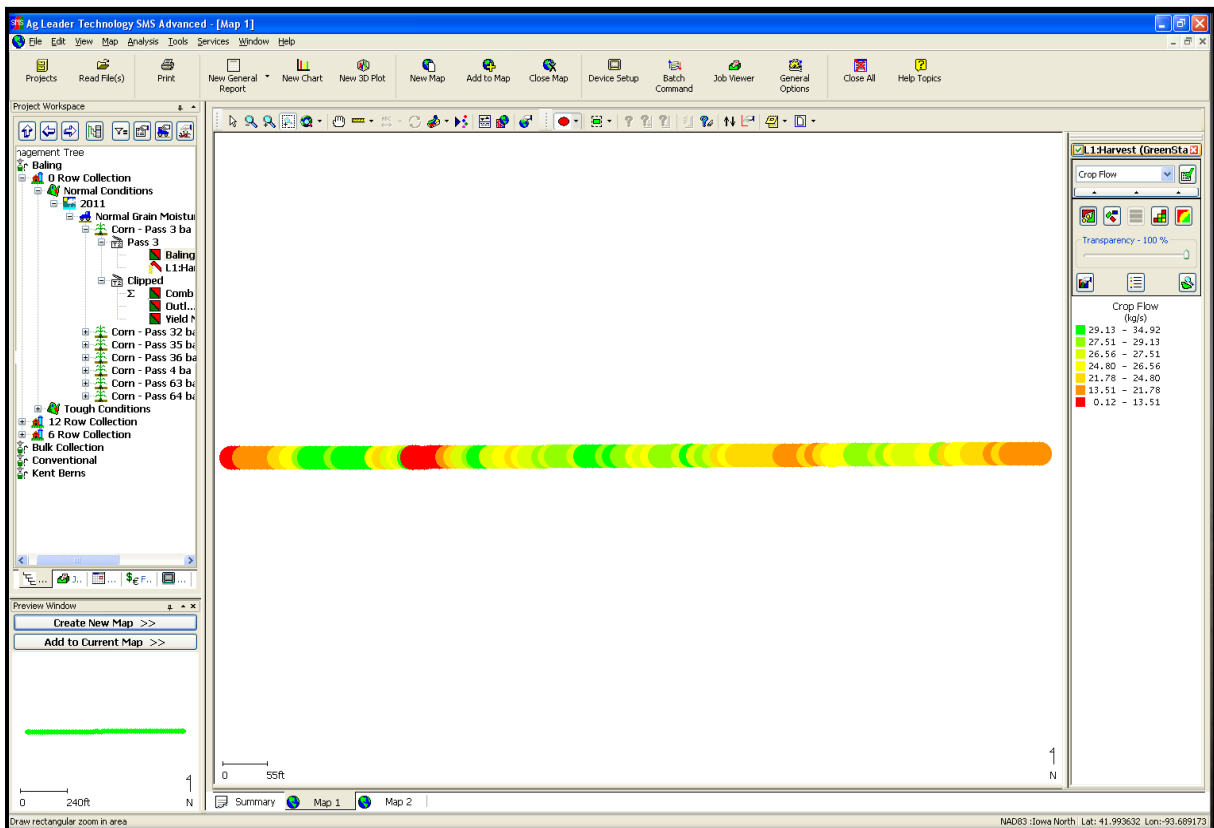 Ag Leader Technology SMS Advanced - [Map 1]
File Edit View Map Analysis Tools Services Window Help
Projects Read File(s) Print New General Report New Chart New 3D Plot New Map Add to Map Close Map Device Setup Batch Command Job Viewer General Options Close All Help Topics
Project Workspace
nagement Tree
Baling
0 Row Collection
Normal Conditions
2011
Normal Grain Moistu
Corn - Pass 3 ba
Pass 3
Baling
L1:Ha
Clipped
Σ Comb
Outl...
Yield
Corn - Pass 32 ba
Corn - Pass 35 ba
Corn - Pass 36 ba
Corn - Pass 4 ba
Corn - Pass 63 ba
Corn - Pass 64 ba
Tough Conditions
12 Row Collection
6 Row Collection
Bulk Collection
Conventional
Kent Berns
... J.. ... F.. ...
Preview Window
Create New Map >>
Add to Current Map >>
0 240ft N
0 55ft N
L1:Harvest (GreenSta
Crop Flow
Transparency - 100 %
Crop Flow
(kg/s)
29.13 - 34.92
27.51 - 29.13
26.56 - 27.51
24.80 - 26.56
21.78 - 24.80
13.51 - 21.78
0.12 - 13.51
Summary Map 1 Map 2
Draw rectangular zoom in area
NAD83 :Iowa North Lat: 41.993632 Lon:-93.689173